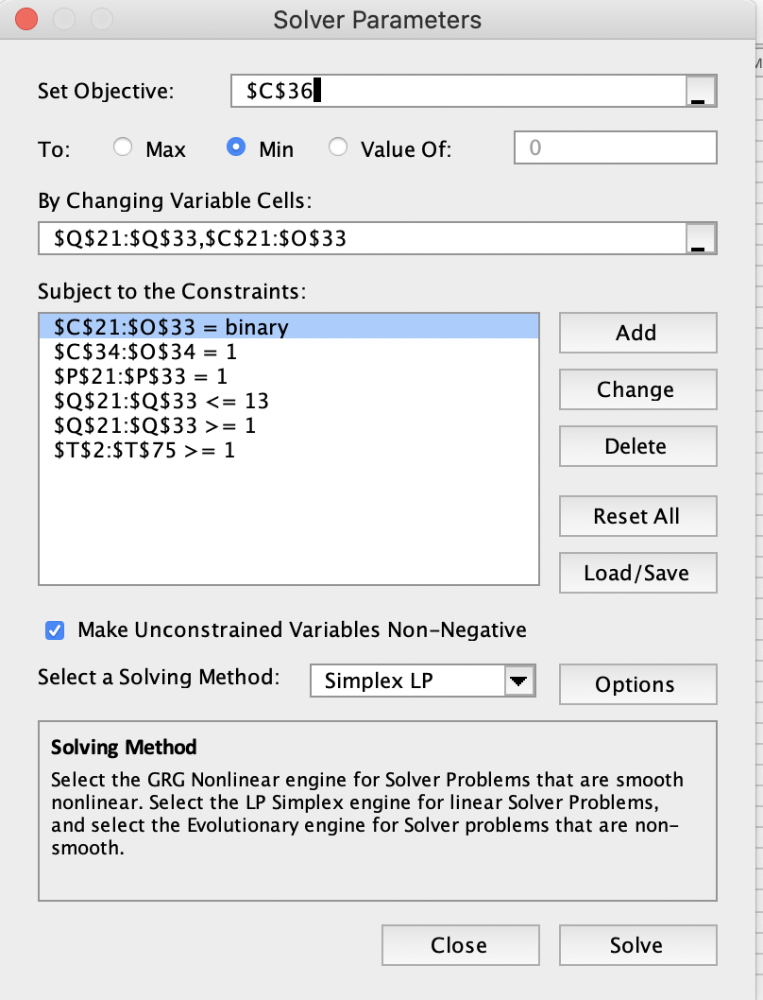 Solver Parameters
Set Objective: $C$36
To: Max Min Value Of: 0
By Changing Variable Cells:
$Q$21:$Q$33,$C$21:$O$33
Subject to the Constraints:
$C$21:$O$33 = binary
$C$34:$O$34 = 1
$P$21:$P$33 = 1
$Q$21:$Q$33 <= 13
$Q$21:$Q$33 >= 1
$T$2:$T$75 >= 1
Add
Change
Delete
Reset All
Load/Save
Make Unconstrained Variables Non-Negative
Select a Solving Method: Simplex LP Options
Solving Method
Select the GRG Nonlinear engine for Solver Problems that are smooth
nonlinear. Select the LP Simplex engine for linear Solver Problems,
and select the Evolutionary engine for Solver problems that are non-
smooth.
Close Solve